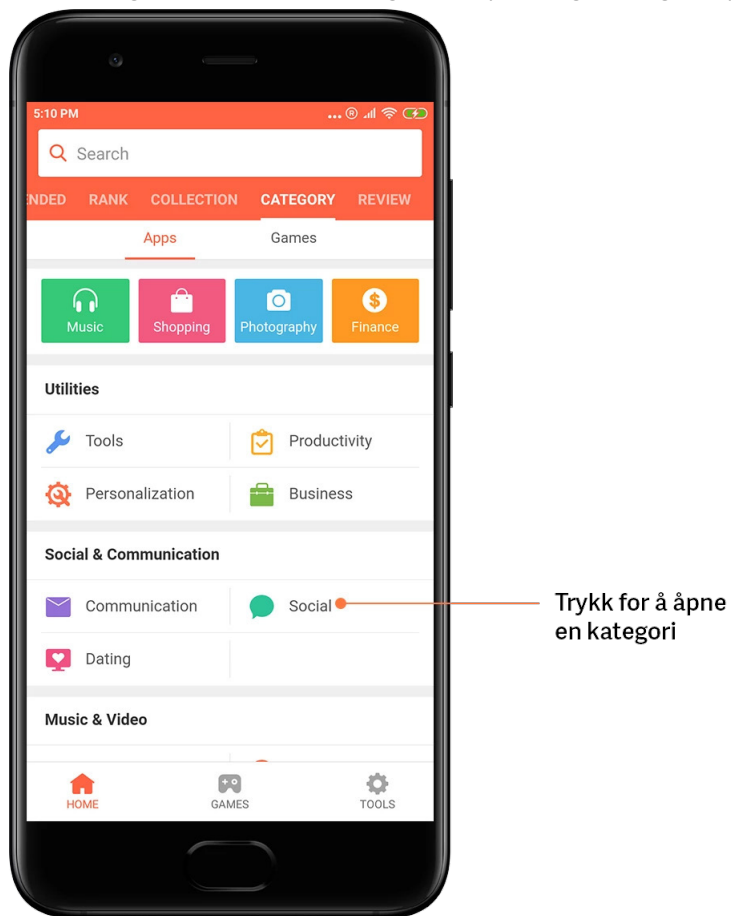 5:10 PM
Search
ENDED RANK COLLECTION CATEGORY REVIEW
Apps Games
Music Shopping Photography Finance
Utilities
Tools Productivity
Personalization Business
Social & Communication
Communication Social
Trykk for å åpne
en kategori
Dating
Music & Video
HOME GAMES TOOLS